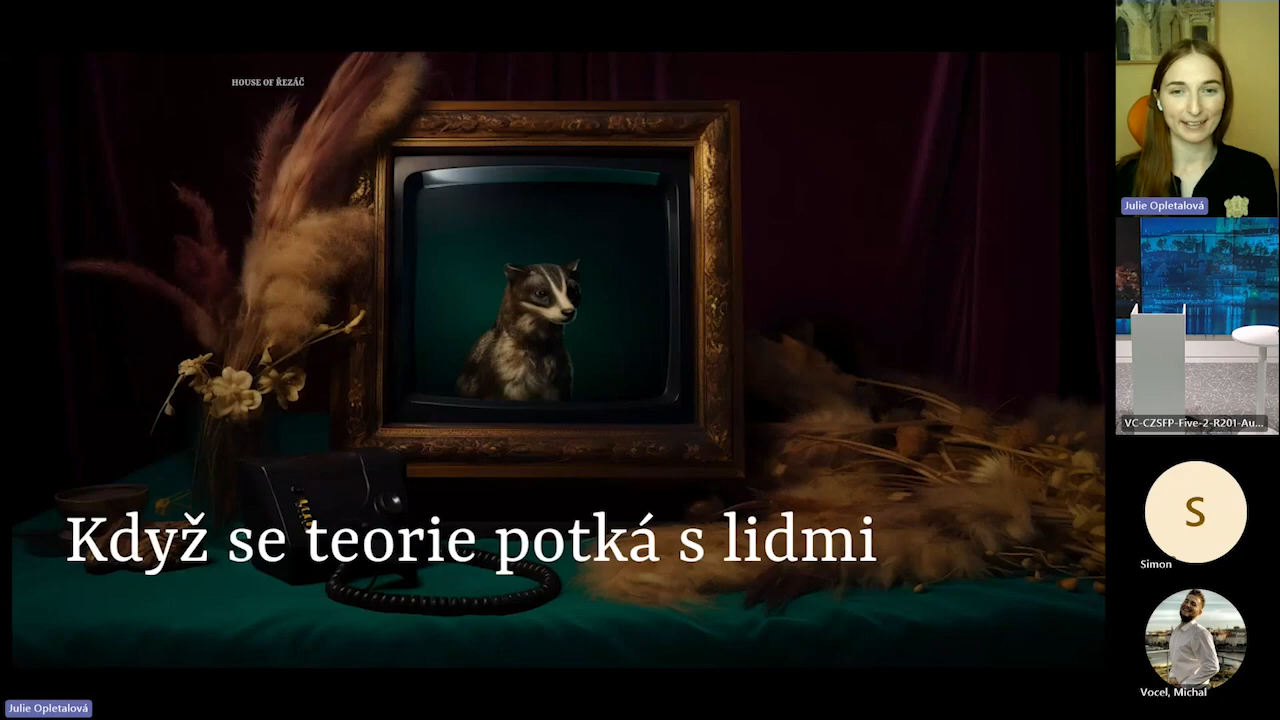 HOUSE OF ŘEZÁČ
Když se teorie potká s lidmi
Julie Opletalová
Julie Opletalová
VC-CZSFP-Five-2-R201-Au...
S
Simon
Vocel, Michal